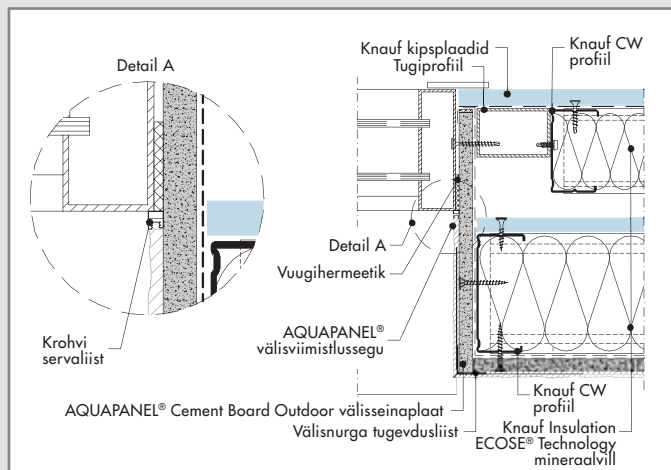 Detail A
Knauf kipsplaadid
Tugiprofiil
Knauf CW
profiil
Detail A
Vuugihermeetik
AQUAPANEL®
välisviimistlussegu
Krohvi
servaliist
AQUAPANEL® Cement Board Outdoor välisseinaplaat
Välisnurga tugevdusliist
Knauf CW
profiil
Knauf Insulation
ECOSE® Technology
mineraalvill